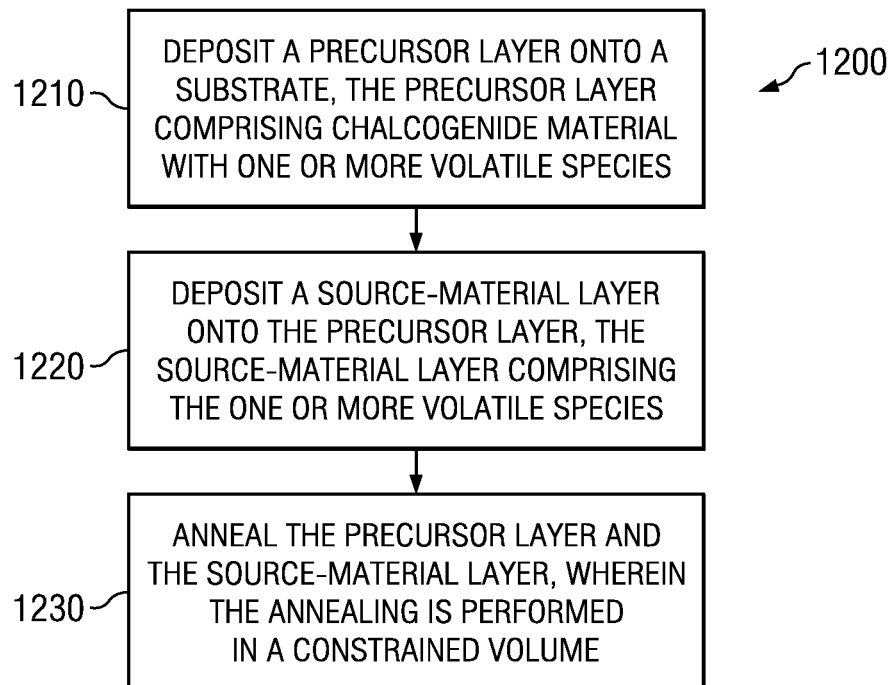 1200
1210
DEPOSIT A PRECURSOR LAYER ONTO A
SUBSTRATE, THE PRECURSOR LAYER
COMPRISING CHALCOGENIDE MATERIAL
WITH ONE OR MORE VOLATILE SPECIES
1220
DEPOSIT A SOURCE-MATERIAL LAYER
ONTO THE PRECURSOR LAYER, THE
SOURCE-MATERIAL LAYER COMPRISING
THE ONE OR MORE VOLATILE SPECIES
1230
ANNEAL THE PRECURSOR LAYER AND
THE SOURCE-MATERIAL LAYER, WHEREIN
THE ANNEALING IS PERFORMED
IN A CONSTRAINED VOLUME